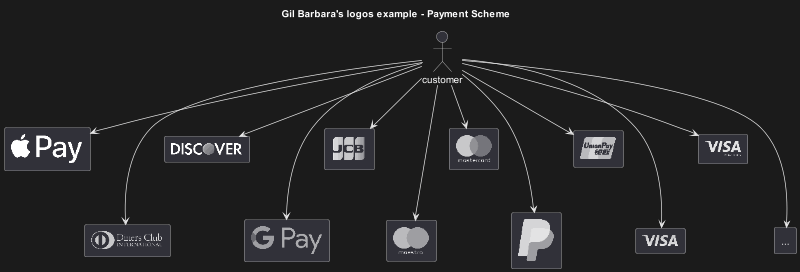 Gil Barbara's logos example - Payment Scheme
customer
Pay
DISCOVER
JCB
mastercard
UnionPay
银联
VISA
Diners Club
INTERNATIONAL
G Pay
maestro
P
VISA
...